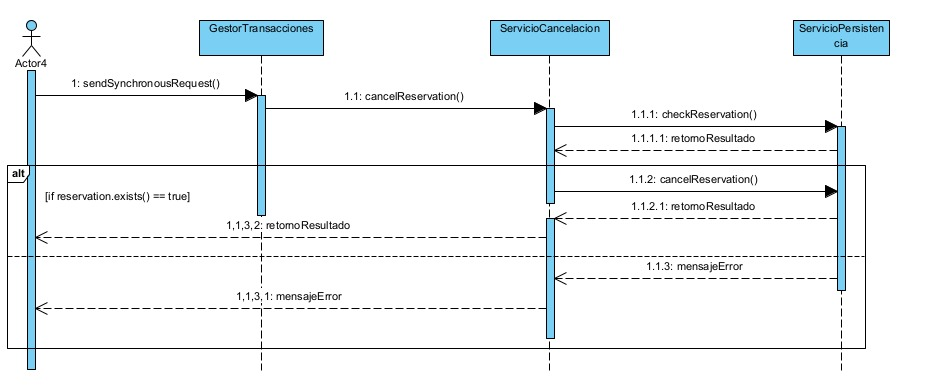 GestorTransacciones
ServicioCancelacion
ServicioPersisten
cia
Actor4
1: sendSynchronousRequest()
1.1: cancelReservation()
1.1.1: checkReservation()
1.1.1.1: retornoResultado
alt
1.1.2: cancelReservation()
[if reservation.exists() == true]
1.1.2.1: retornoResultado
1,1,3,2: retornoResultado
1.1.3: mensajeError
1,1,3,1: mensajeError